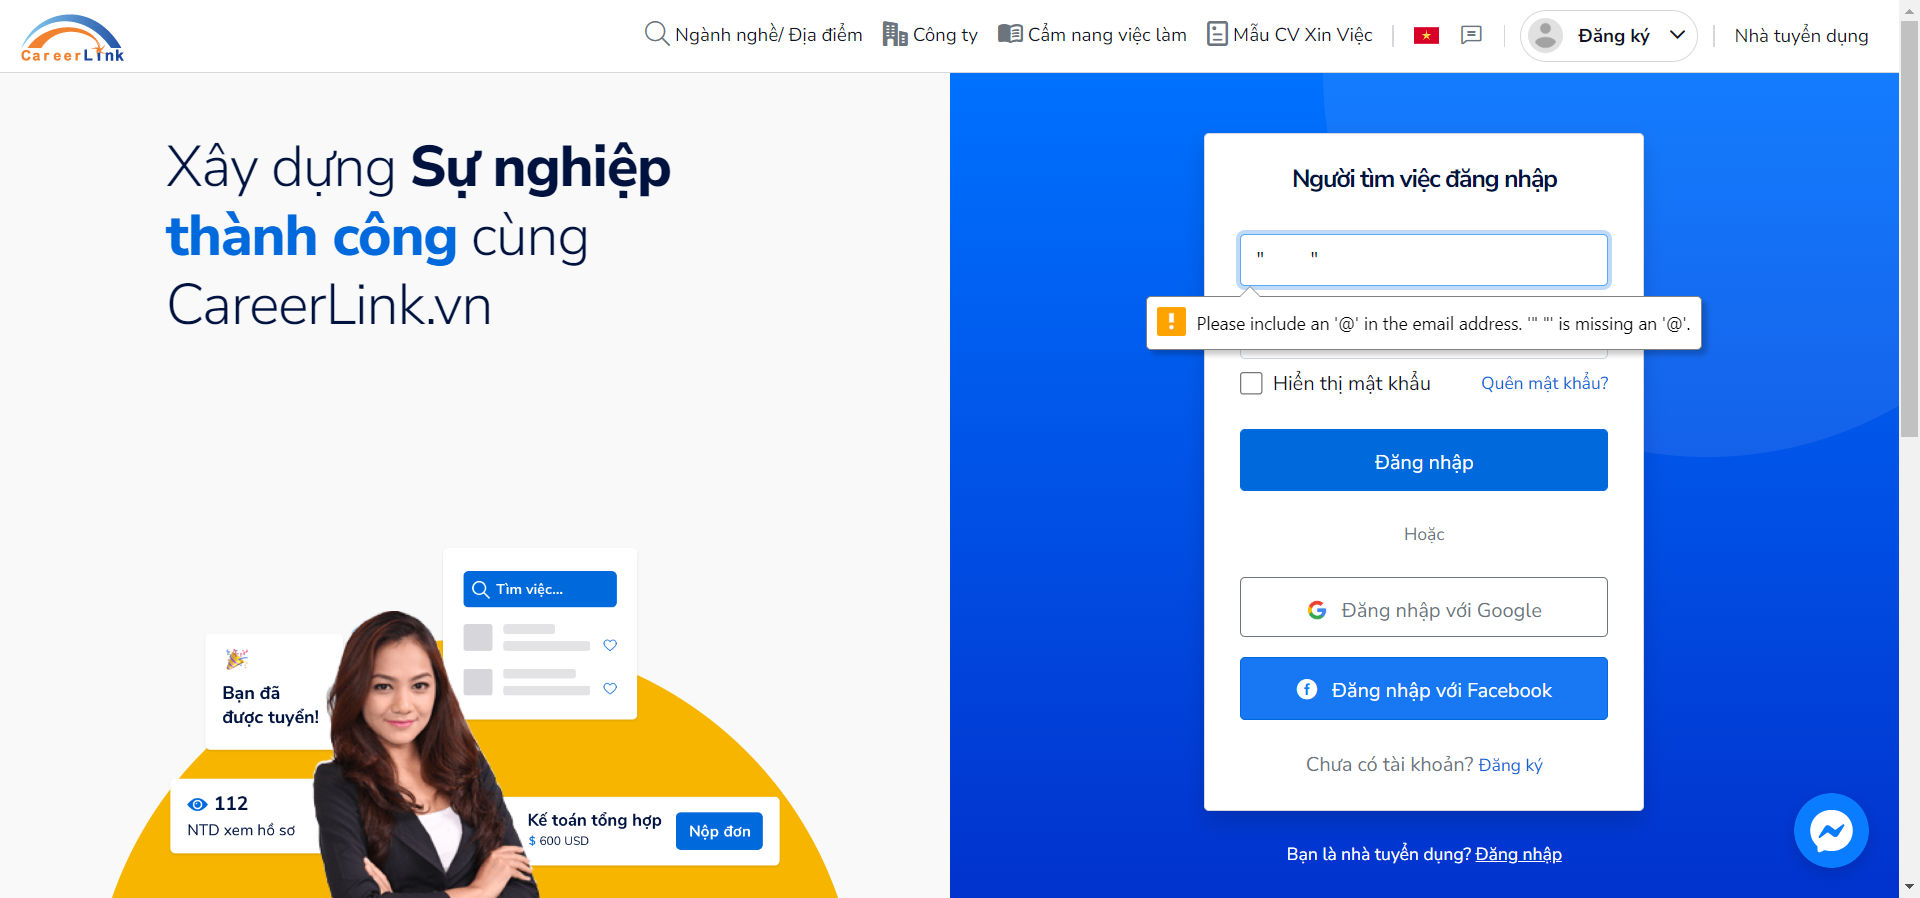 CareerLink
Ngành nghề/ Địa điểm
Công ty
Cẩm nang việc làm
Mẫu CV Xin Việc
Đăng ký
Nhà tuyển dụng
Xây dựng Sự nghiệp
thành công cùng
CareerLink.vn
Tìm việc...
Bạn đã
được tuyển!
112
NTD xem hồ sơ
Kế toán tổng hợp
$ 600 USD
Nộp đơn
Người tìm việc đăng nhập
"        "
Please include an '@' in the email address. '" "' is missing an '@'.
Hiển thị mật khẩu
Quên mật khẩu?
Đăng nhập
Hoặc
Đăng nhập với Google
Đăng nhập với Facebook
Chưa có tài khoản? Đăng ký
Bạn là nhà tuyển dụng? Đăng nhập